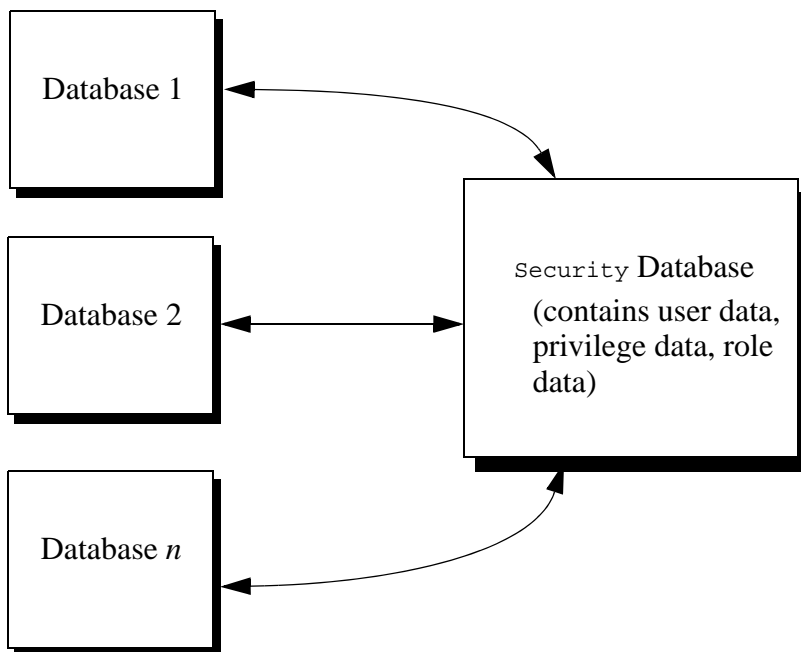 Database 1
Security Database
(contains user data,
privilege data, role
data)
Database 2
Database n